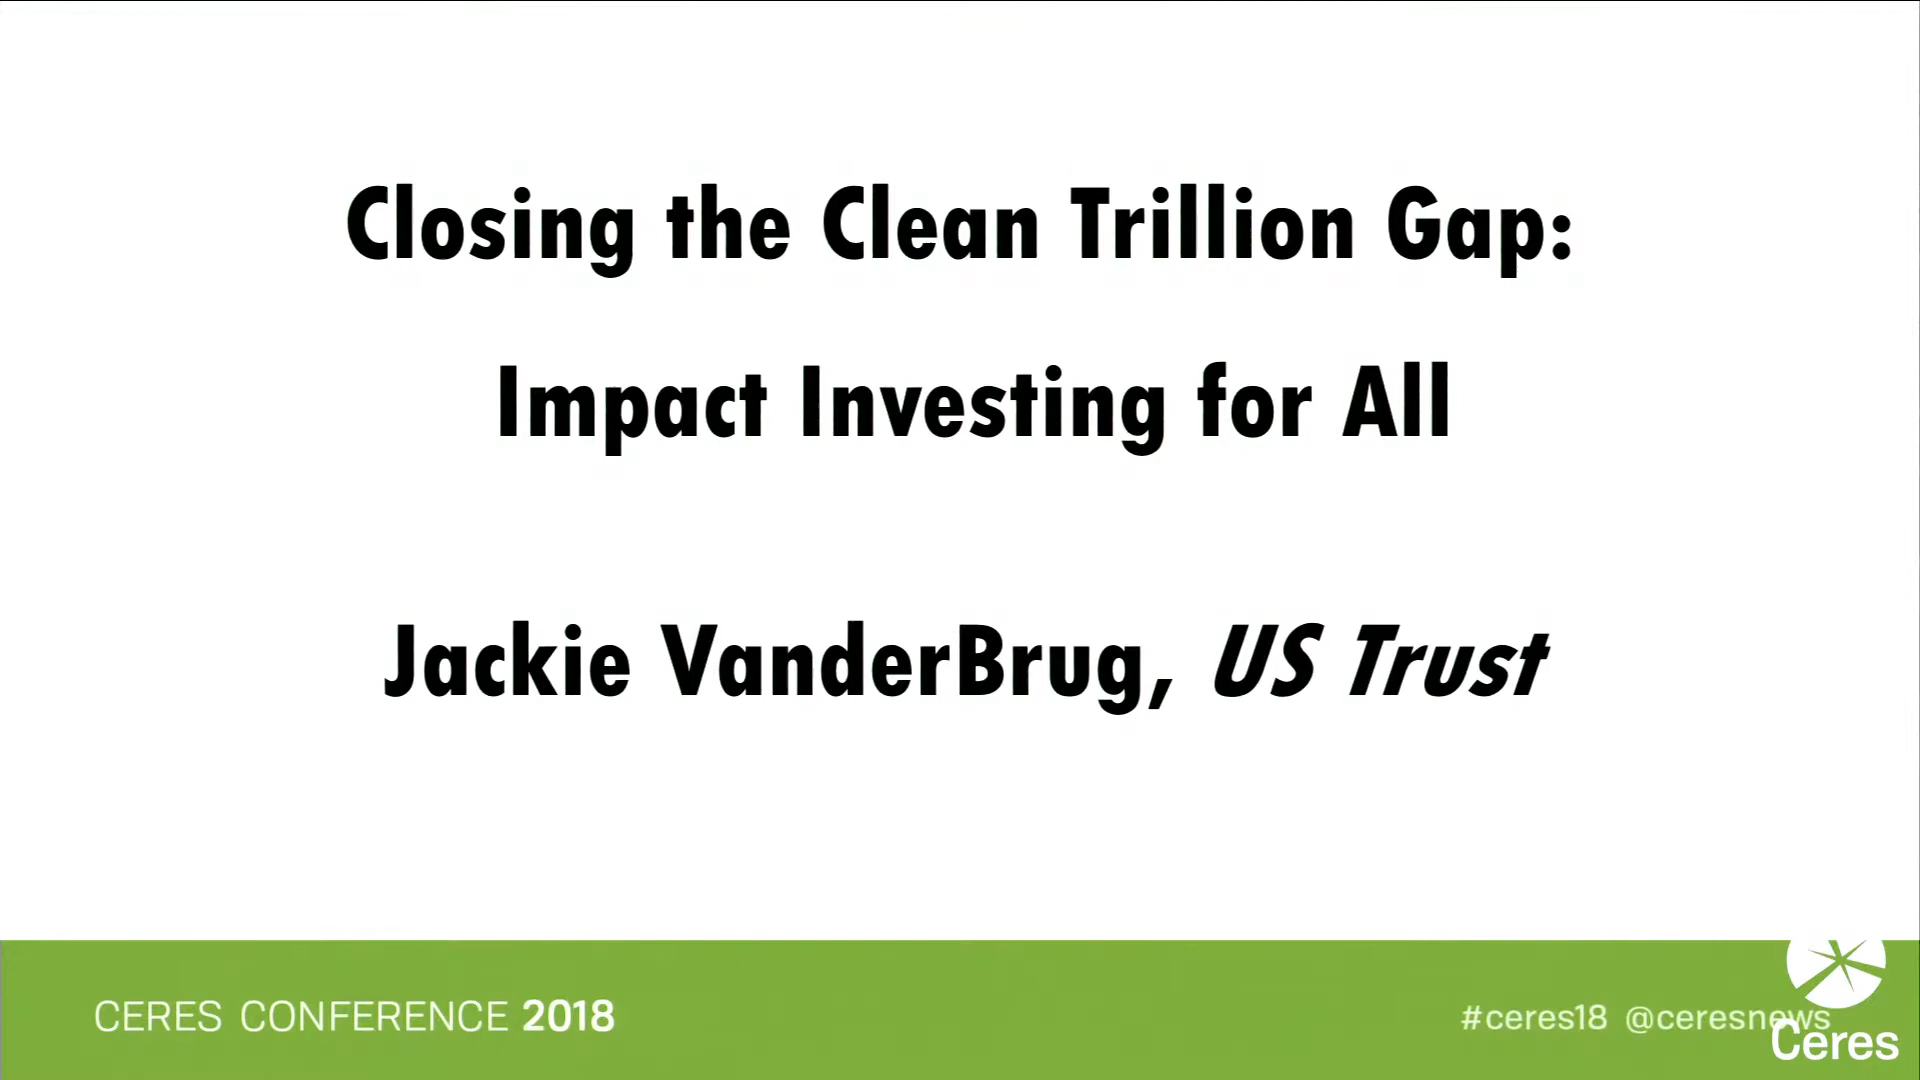 Closing the Clean Trillion Gap:
Impact Investing for All
Jackie VanderBrug, US Trust
CERES CONFERENCE 2018
#ceres18 @ceresnews
Ceres